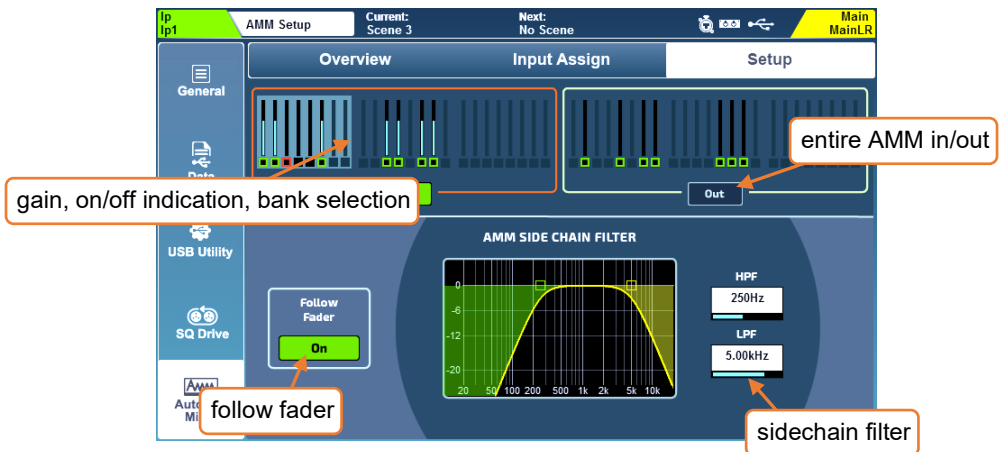 Ip
Ip1
AMM Setup
Current:
Scene 3
Next:
No Scene
Main
MainLR
General
Overview
Input Assign
Setup
entire AMM in/out
Data
gain, on/off indication, bank selection
Out
USB Utility
AMM SIDE CHAIN FILTER
SQ Drive
Follow
Fader
On
0
-6
-12
-20
20 50 100 200 500 1k 2k 5k 10k
HPF
250Hz
LPF
5.00kHz
follow fader
sidechain filter